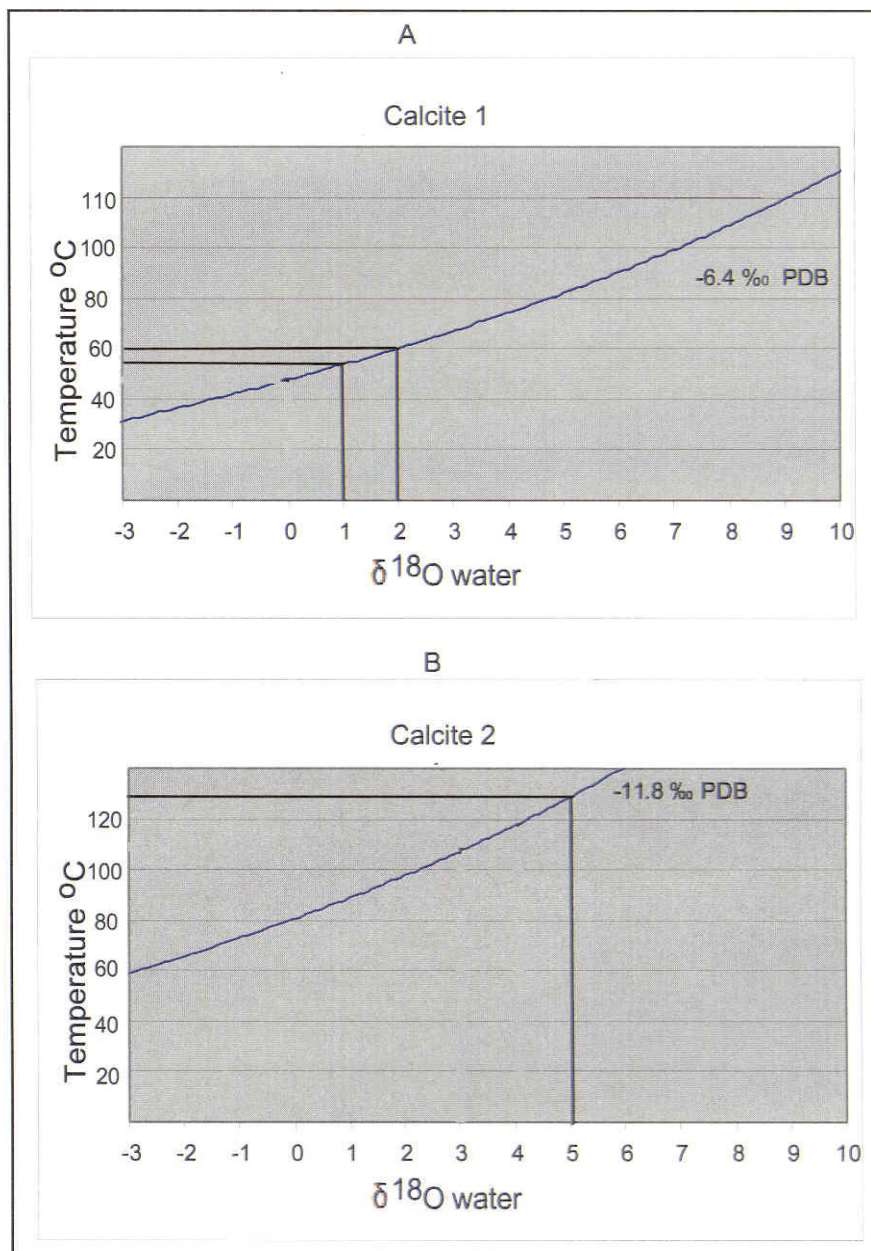 A
Calcite 1
Temperature ºC
110
100
80
60
40
20
-6.4 ‰ PDB
-3 -2 -1 0 1 2 3 4 5 6 7 8 9 10
δ18O water
B
Calcite 2
Temperature ºC
120
100
80
60
40
20
-11.8 ‰ PDB
-3 -2 -1 0 1 2 3 4 5 6 7 8 9 10
δ18O water